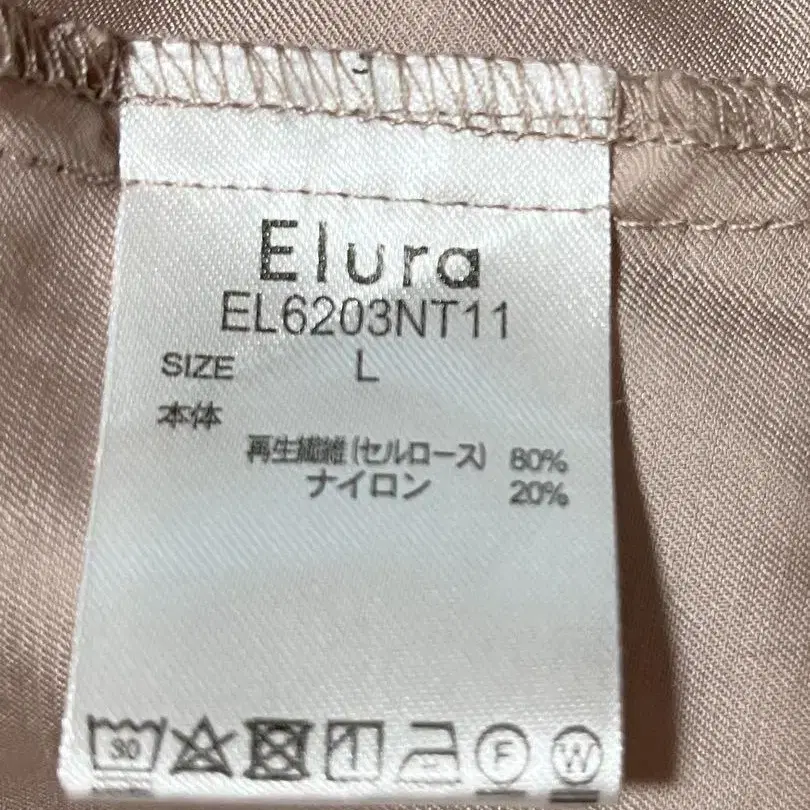 Elura
EL6203NT11
SIZE L
本体
再生繊維(セルロース) 80%
ナイロン 20%
30
F
W